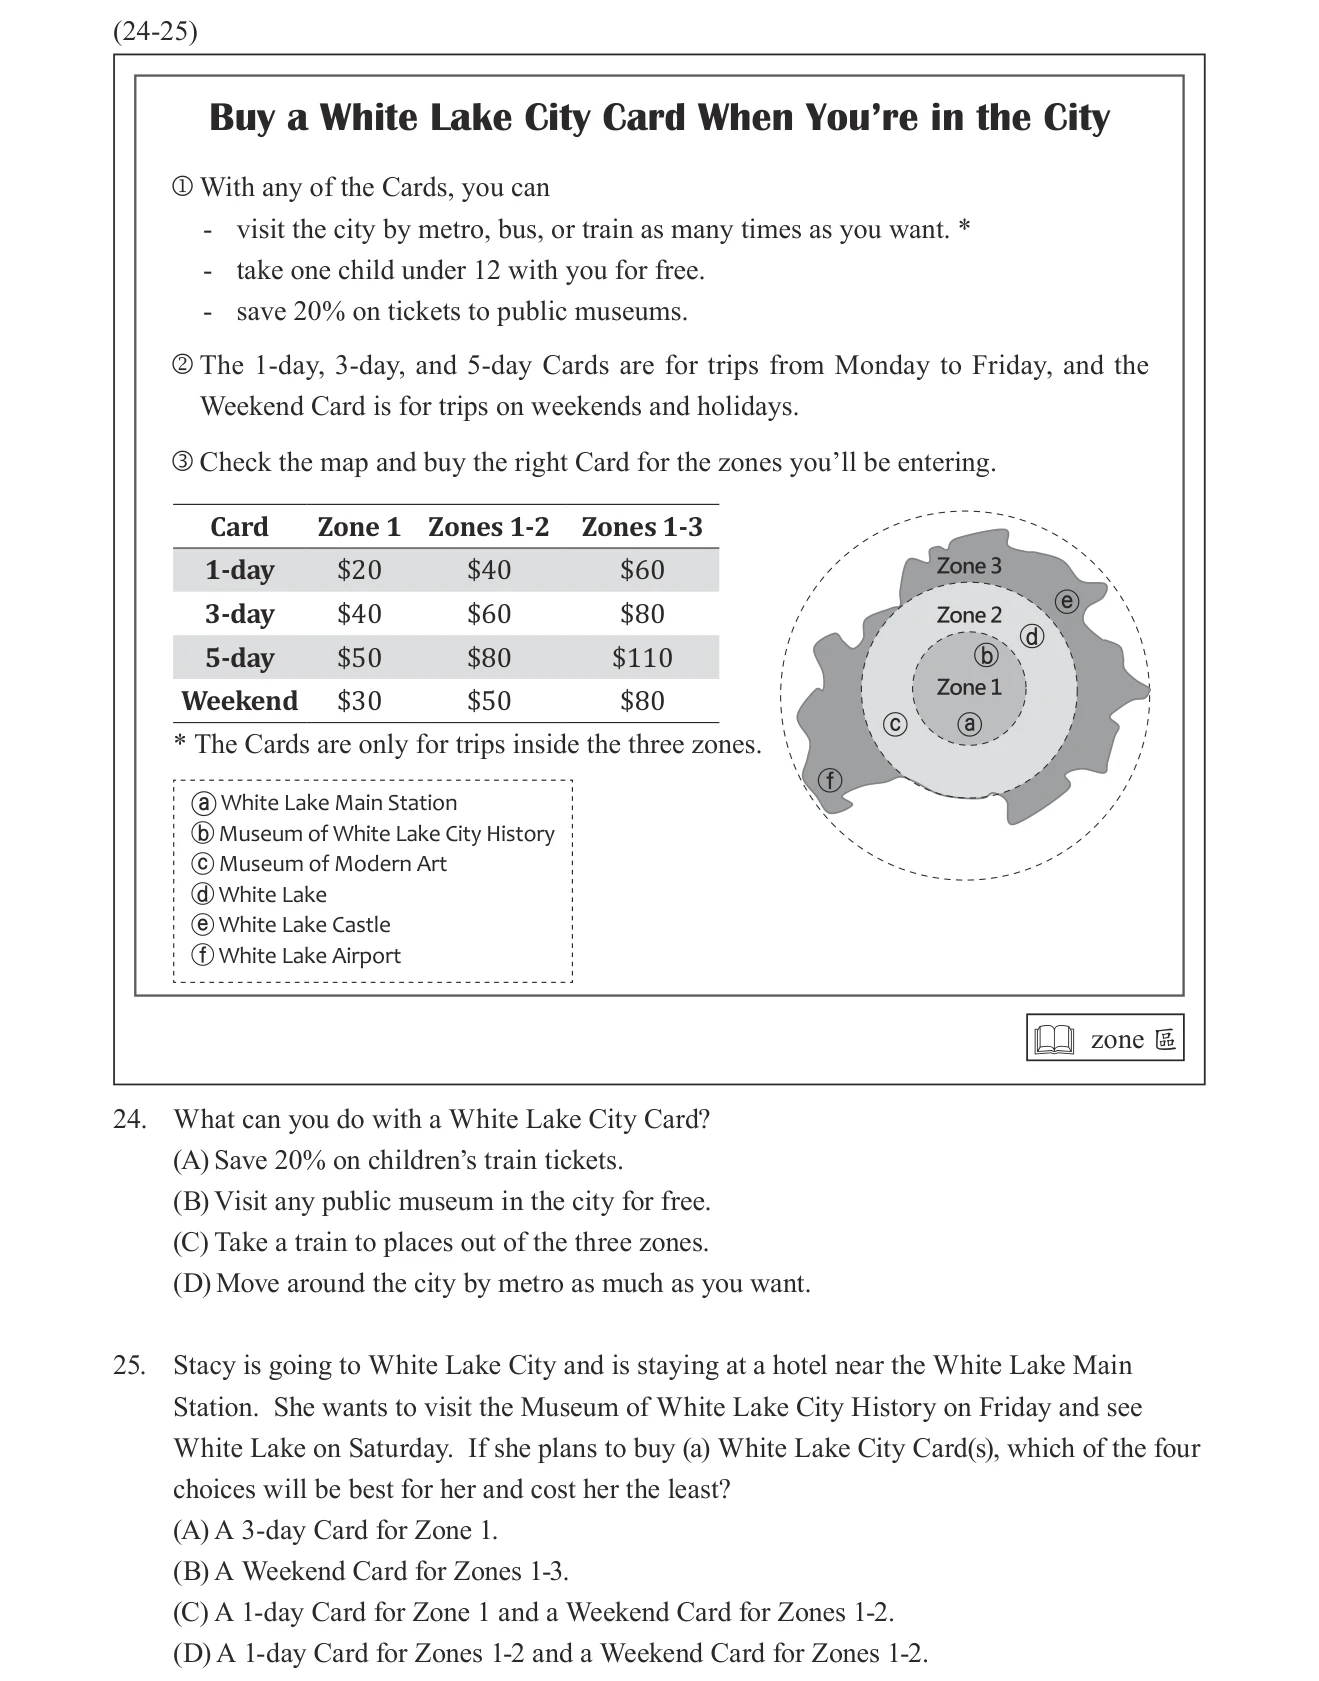 (24-25)
Buy a White Lake City Card When You’re in the City
① With any of the Cards, you can
- visit the city by metro, bus, or train as many times as you want. *
- take one child under 12 with you for free.
- save 20% on tickets to public museums.
② The 1-day, 3-day, and 5-day Cards are for trips from Monday to Friday, and the
Weekend Card is for trips on weekends and holidays.
③ Check the map and buy the right Card for the zones you’ll be entering.
Card Zone 1 Zones 1-2 Zones 1-3
1-day $20 $40 $60
3-day $40 $60 $80
5-day $50 $80 $110
Weekend $30 $50 $80
* The Cards are only for trips inside the three zones.
Zone 3
ⓔ
Zone 2
ⓓ
ⓑ
Zone 1
ⓒ
ⓐ
ⓕ
ⓐ White Lake Main Station
ⓑ Museum of White Lake City History
ⓒ Museum of Modern Art
ⓓ White Lake
ⓔ White Lake Castle
ⓕ White Lake Airport
zone 區
24. What can you do with a White Lake City Card?
(A) Save 20% on children’s train tickets.
(B) Visit any public museum in the city for free.
(C) Take a train to places out of the three zones.
(D) Move around the city by metro as much as you want.
25. Stacy is going to White Lake City and is staying at a hotel near the White Lake Main
Station. She wants to visit the Museum of White Lake City History on Friday and see
White Lake on Saturday. If she plans to buy (a) White Lake City Card(s), which of the four
choices will be best for her and cost her the least?
(A) A 3-day Card for Zone 1.
(B) A Weekend Card for Zones 1-3.
(C) A 1-day Card for Zone 1 and a Weekend Card for Zones 1-2.
(D) A 1-day Card for Zones 1-2 and a Weekend Card for Zones 1-2.